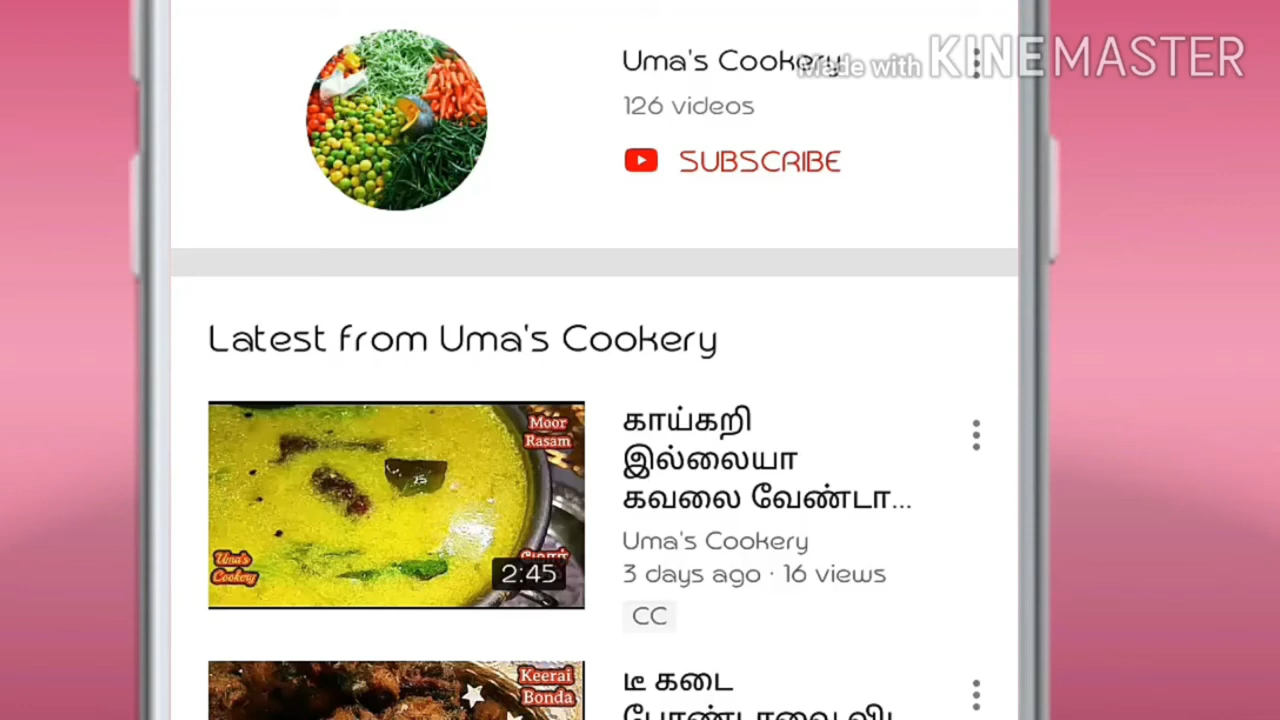 Uma's Cookery
Made with KINEMASTER
126 videos
SUBSCRIBE
Latest from Uma's Cookery
Moor
Rasam
காய்கறி
இல்லையா
கவலை வேண்டா...
Uma's Cookery
3 days ago · 16 views
CC
Uma's
Cookery
மோர்
2:45
Keerai
Bonda
டீ கடை